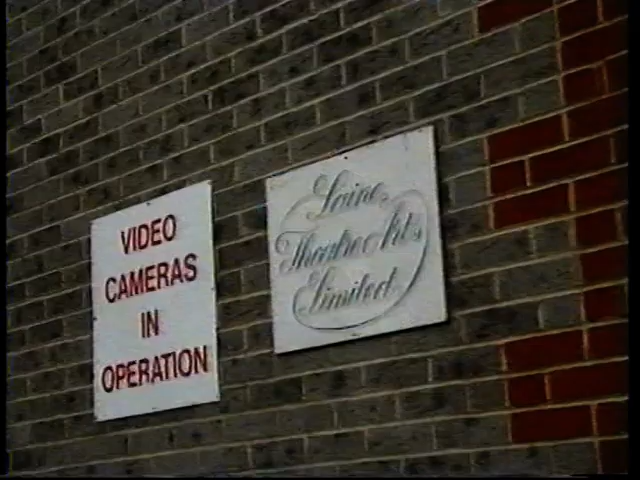 VIDEO
CAMERAS
IN
OPERATION
Laine
Theatre Arts
Limited